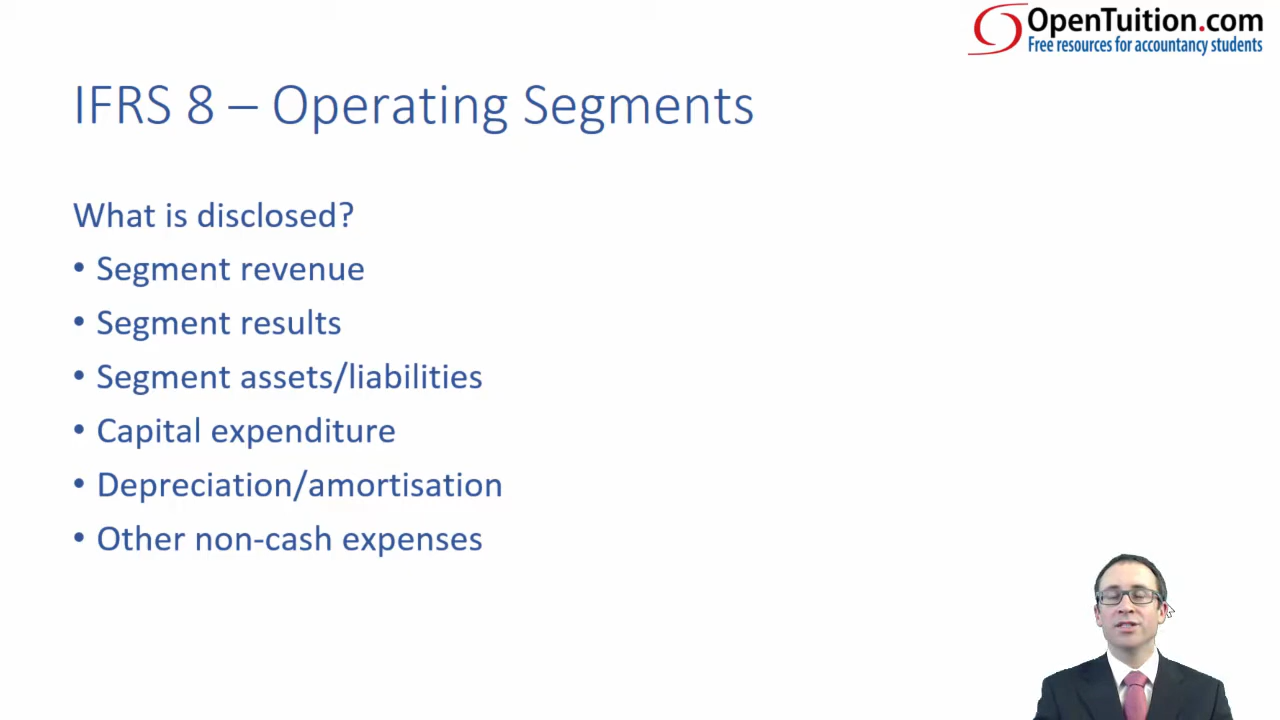 OpenTuition.com
Free resources for accountancy students
IFRS 8 – Operating Segments
What is disclosed?
• Segment revenue
• Segment results
• Segment assets/liabilities
• Capital expenditure
• Depreciation/amortisation
• Other non-cash expenses